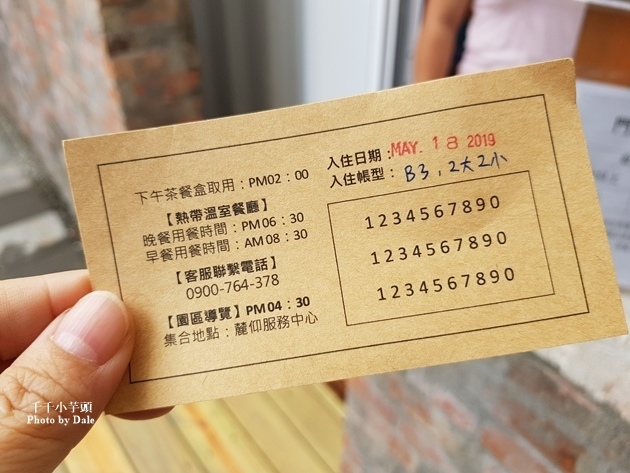 下午茶餐盒取用：PM02：00
【熱帶溫室餐廳】
晚餐用餐時間：PM06：30
早餐用餐時間：AM08：30
【客服聯繫電話】
0900-764-378
【園區導覽】PM04：30
集合地點：麓仰服務中心
入住日期：MAY. 18 2019
入住帳型：B3，2大2小
1234567890
1234567890
1234567890
千千小芋頭
Photo by Dale